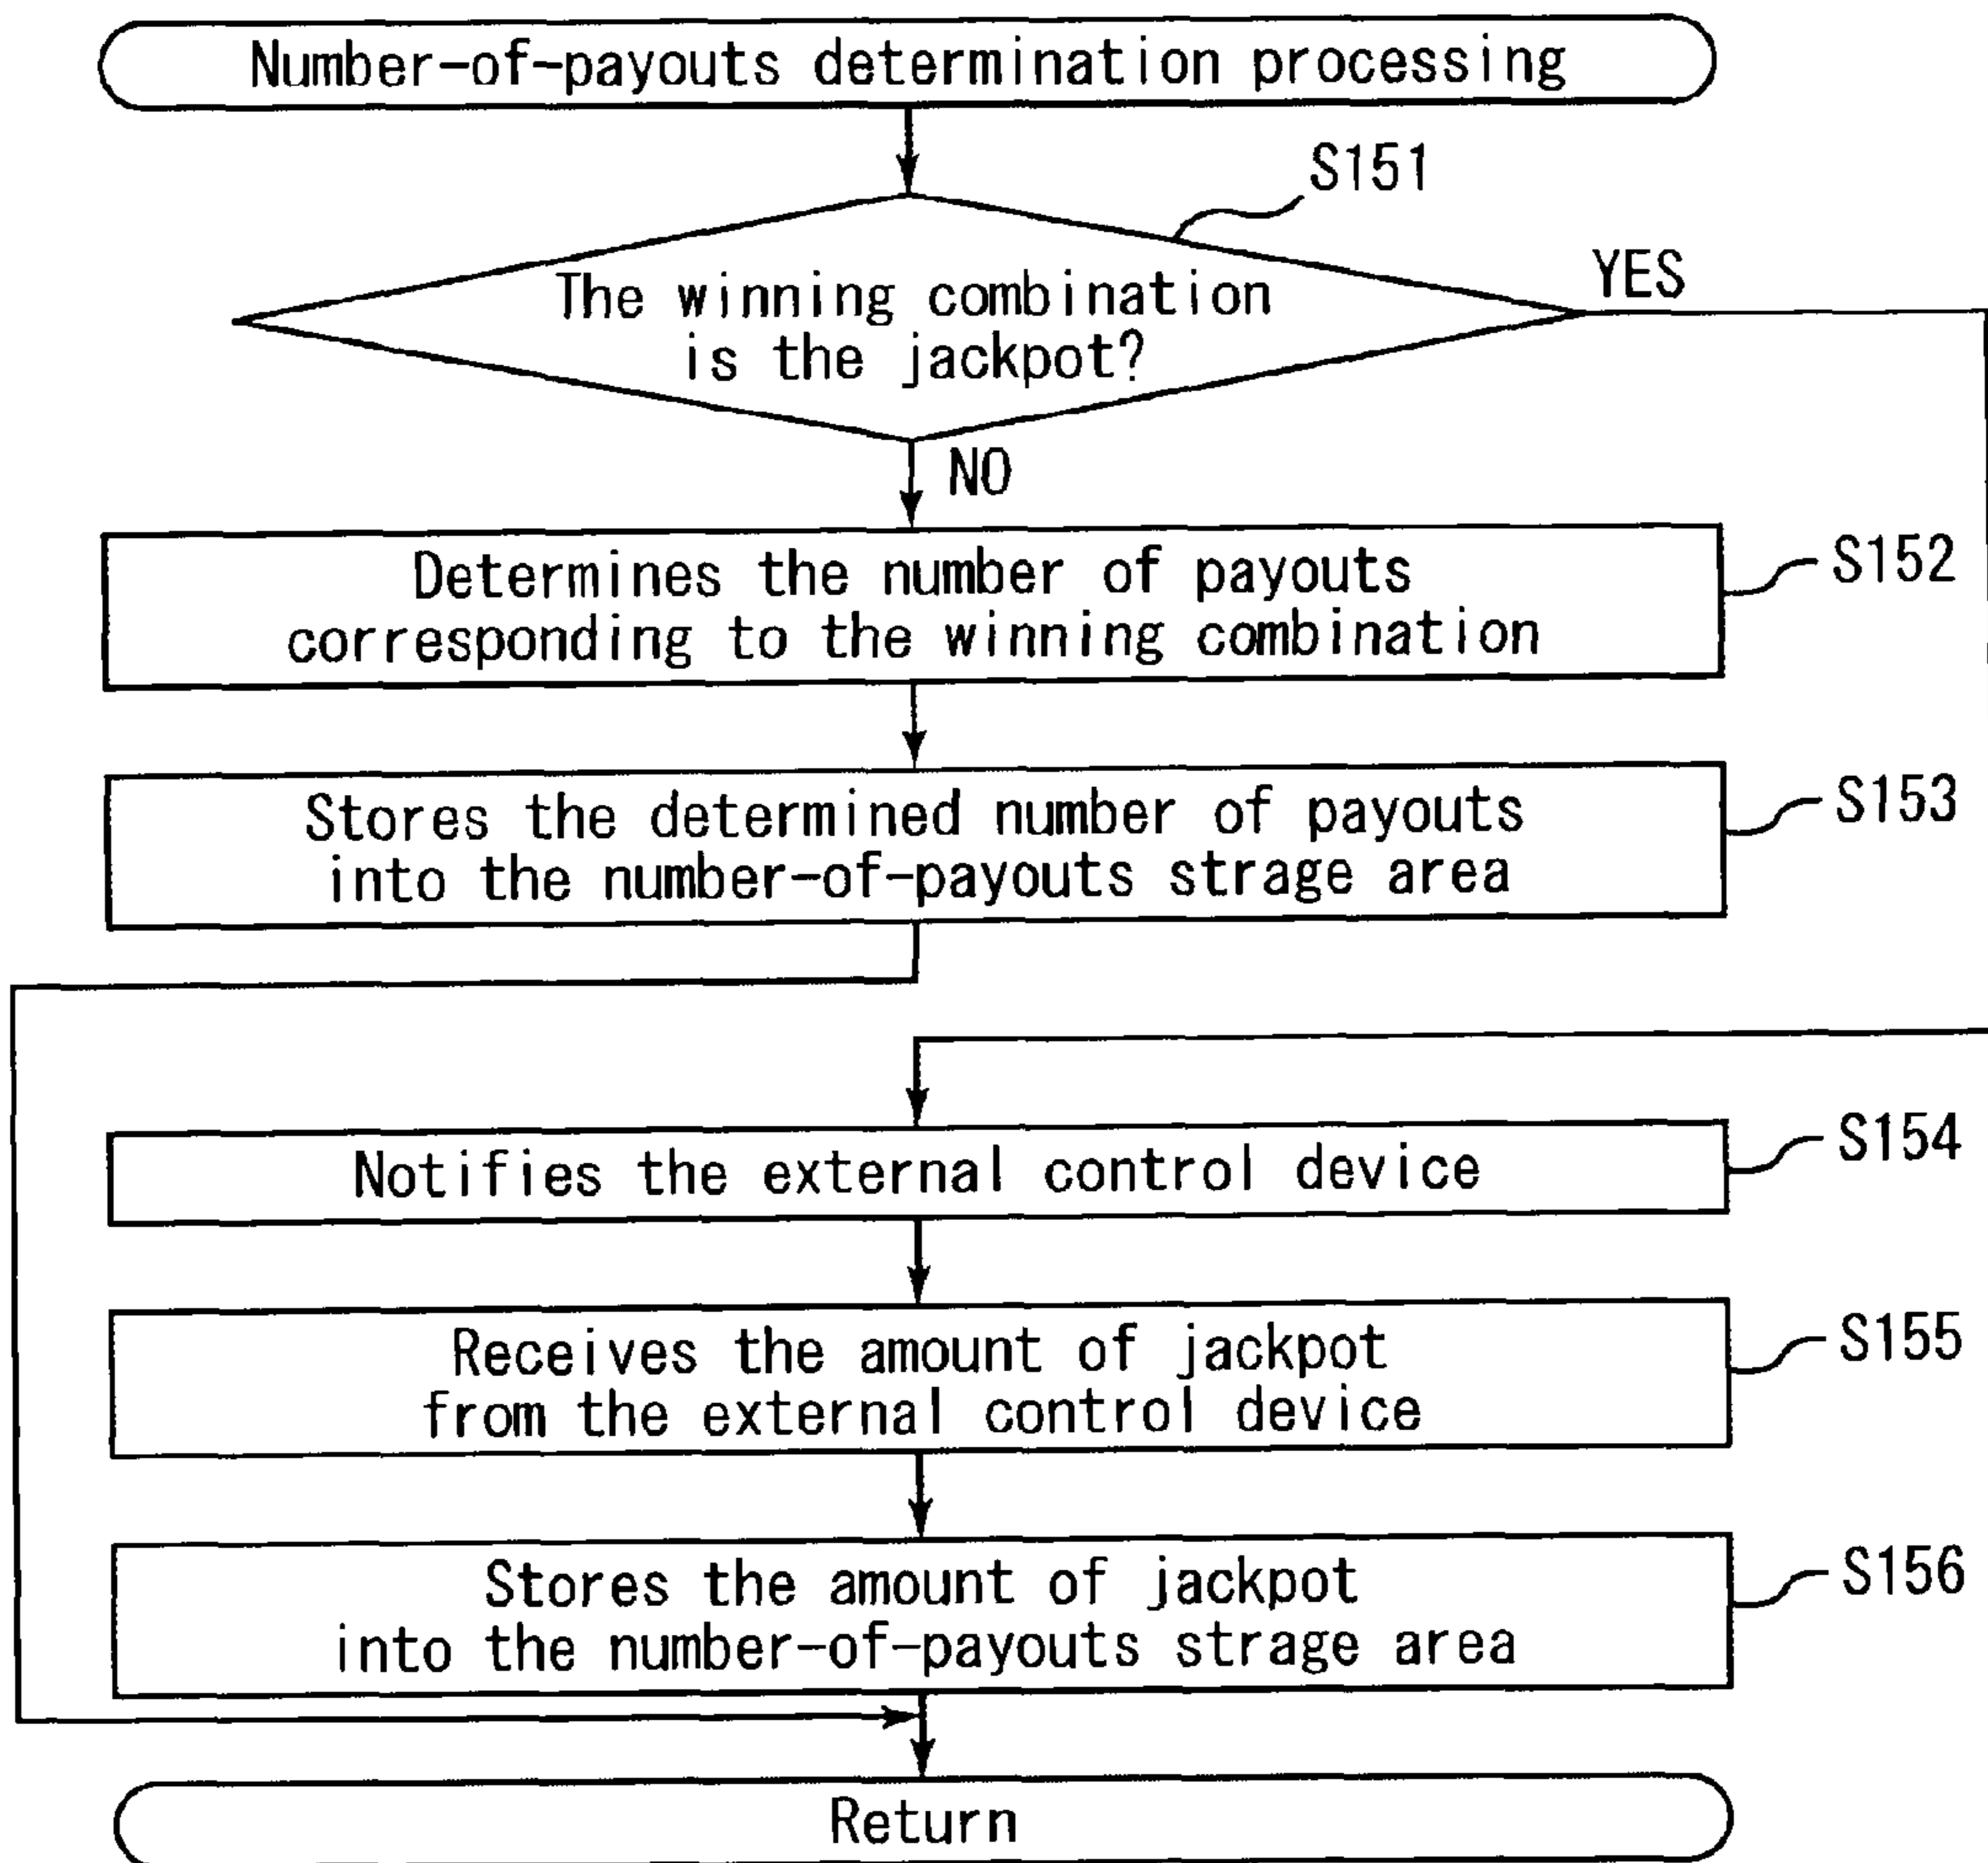 Number-of-payouts determination processing
S151
The winning combination
is the jackpot?
YES
NO
Determines the number of payouts
corresponding to the winning combination
S152
Stores the determined number of payouts
into the number-of-payouts strage area
S153
Notifies the external control device
S154
Receives the amount of jackpot
from the external control device
S155
Stores the amount of jackpot
into the number-of-payouts strage area
S156
Return